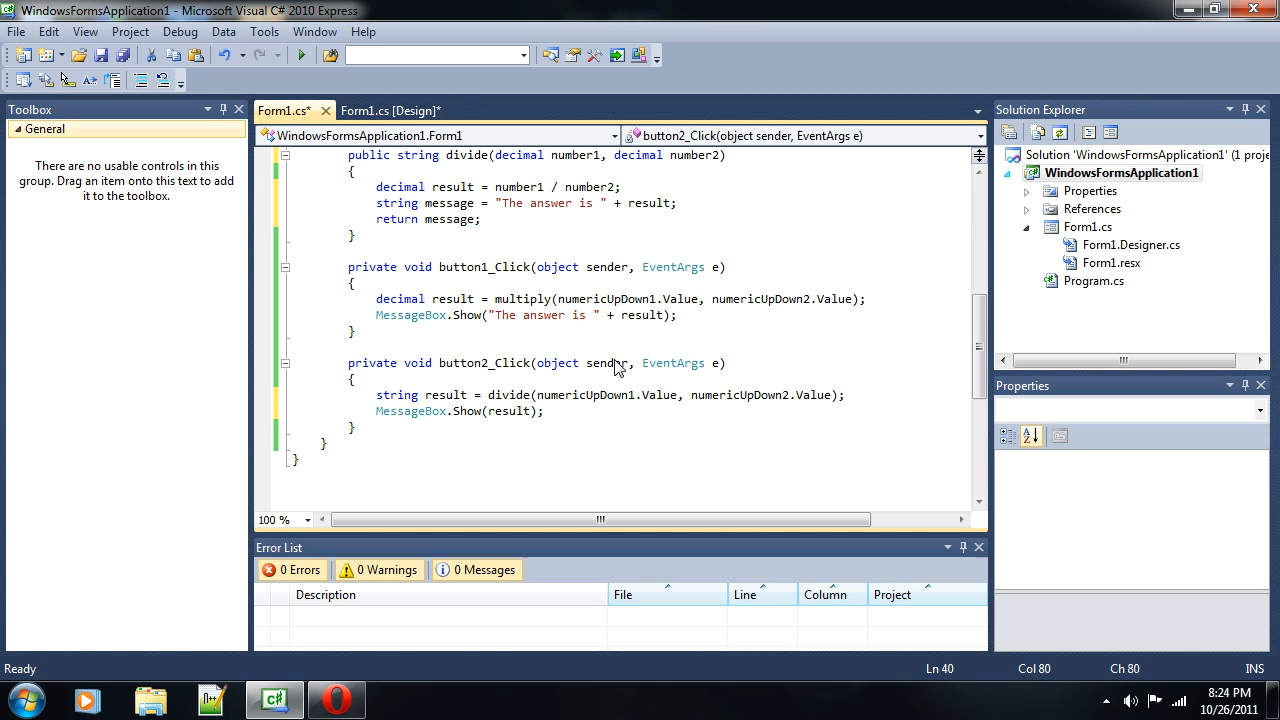 WindowsFormsApplication1 - Microsoft Visual C# 2010 Express
File Edit View Project Debug Data Tools Window Help
Toolbox
General
There are no usable controls in this
group. Drag an item onto this text to add
it to the toolbox.
Form1.cs* Form1.cs [Design]*
WindowsFormsApplication1.Form1 button2_Click(object sender, EventArgs e)
public string divide(decimal number1, decimal number2)
{
decimal result = number1 / number2;
string message = "The answer is " + result;
return message;
}
private void button1_Click(object sender, EventArgs e)
{
decimal result = multiply(numericUpDown1.Value, numericUpDown2.Value);
MessageBox.Show("The answer is " + result);
}
private void button2_Click(object sender, EventArgs e)
{
string result = divide(numericUpDown1.Value, numericUpDown2.Value);
MessageBox.Show(result);
}
}
}
100 %
Solution Explorer
Solution 'WindowsFormsApplication1' (1 proje
WindowsFormsApplication1
Properties
References
Form1.cs
Form1.Designer.cs
Form1.resx
Program.cs
Properties
Error List
0 Errors 0 Warnings 0 Messages
Description File Line Column Project
Ready Ln 40 Col 80 Ch 80 INS
8:24 PM
10/26/2011